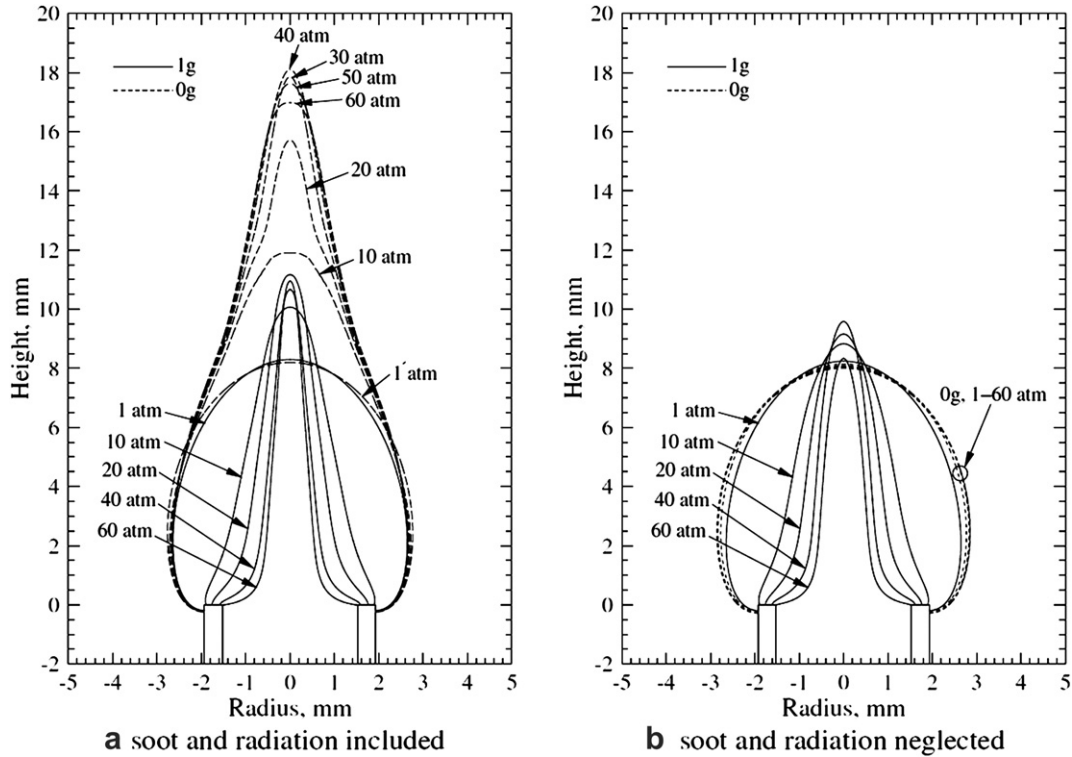 20
18
16
14
12
10
8
6
4
2
0
-2
Height, mm
1g
0g
40 atm
30 atm
50 atm
60 atm
20 atm
10 atm
1 atm
1 atm
10 atm
20 atm
40 atm
60 atm
-5 -4 -3 -2 -1 0 1 2 3 4 5
Radius, mm
a soot and radiation included
20
18
16
14
12
10
8
6
4
2
0
-2
Height, mm
1g
0g
0g, 1–60 atm
1 atm
10 atm
20 atm
40 atm
60 atm
-5 -4 -3 -2 -1 0 1 2 3 4 5
Radius, mm
b soot and radiation neglected